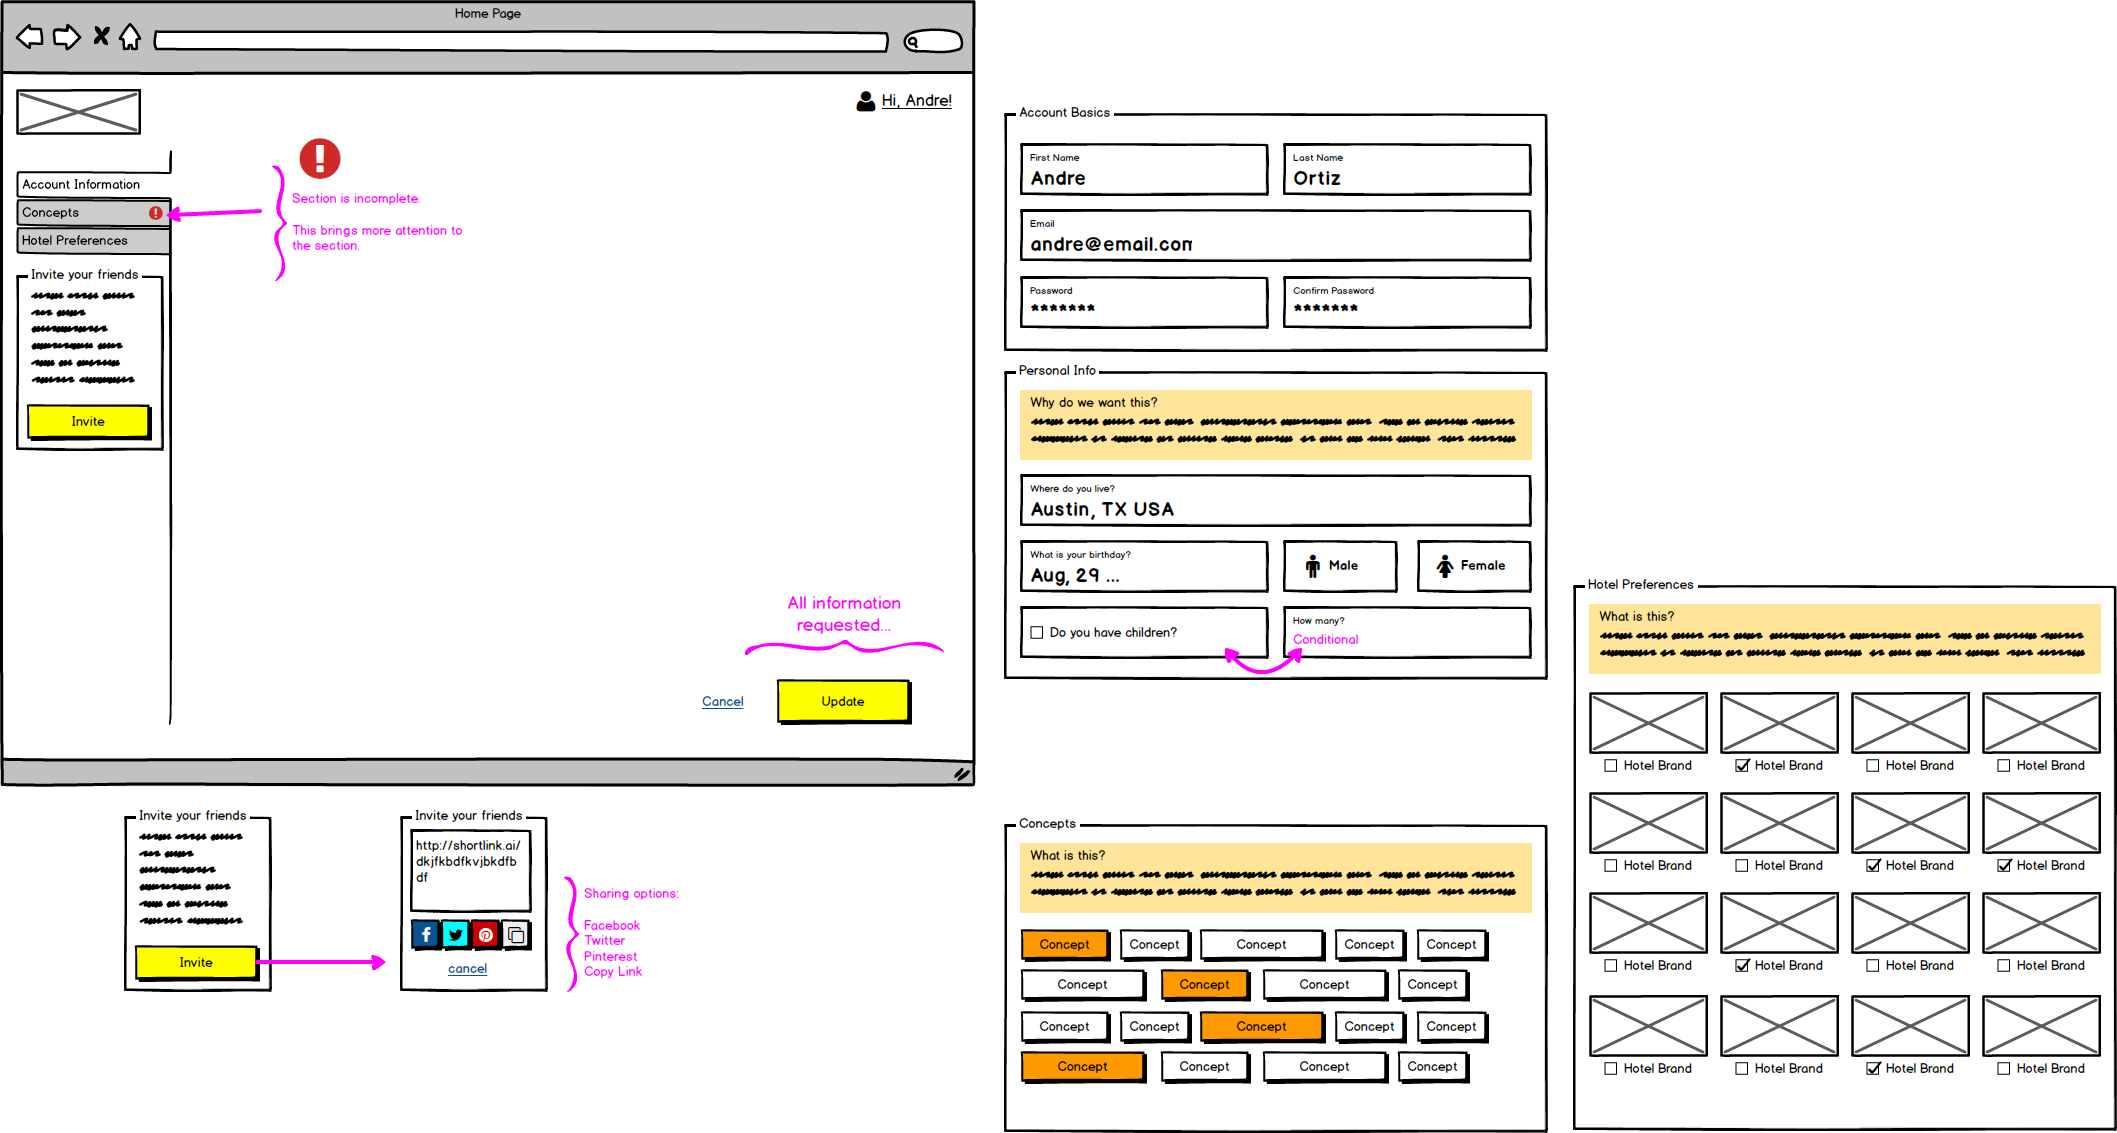 Home Page
Hi, Andre!
Account Information
Concepts
Hotel Preferences
Section is incomplete.
This brings more attention to
the section.
Invite your friends
Invite
All information
requested...
Cancel
Update
Invite your friends
Invite
Invite your friends
http://shortlink.ai/
dkjfkbdfkvjbkdfb
df
cancel
Sharing options:
Facebook
Twitter
Pinterest
Copy Link
Account Basics
First Name
Andre
Last Name
Ortiz
Email
andre@email.com
Password
*******
Confirm Password
*******
Personal Info
Why do we want this?
Where do you live?
Austin, TX USA
What is your birthday?
Aug, 29 ...
Male
Female
Do you have children?
How many?
Conditional
Concepts
What is this?
Concept Concept Concept Concept Concept
Concept Concept Concept Concept
Concept Concept Concept Concept Concept
Concept Concept Concept Concept
Hotel Preferences
What is this?
Hotel Brand Hotel Brand Hotel Brand Hotel Brand
Hotel Brand Hotel Brand Hotel Brand Hotel Brand
Hotel Brand Hotel Brand Hotel Brand Hotel Brand
Hotel Brand Hotel Brand Hotel Brand Hotel Brand